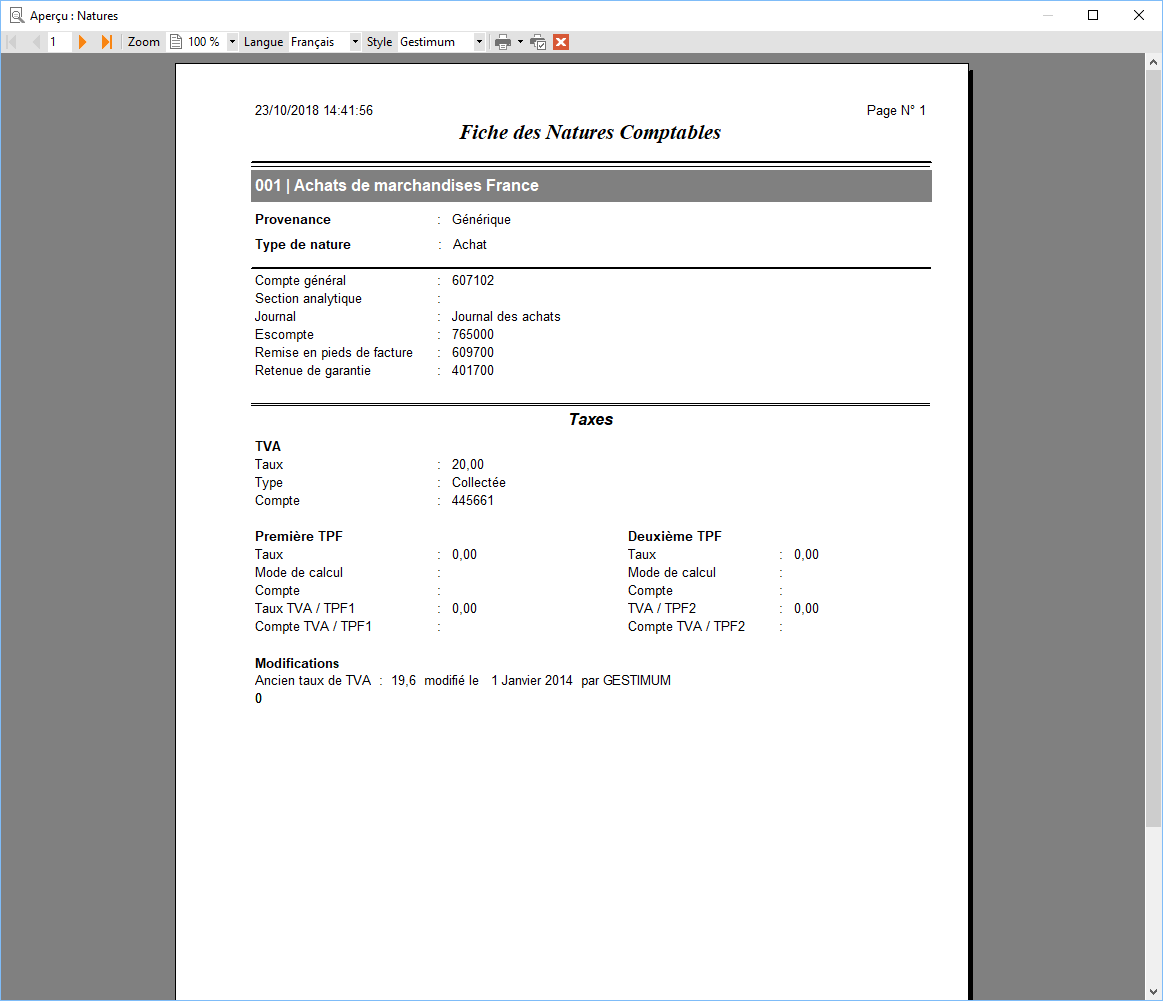 Aperçu : Natures
1 Zoom 100 % Langue Français Style Gestimum
23/10/2018 14:41:56 Page N° 1
Fiche des Natures Comptables
001 | Achats de marchandises France
Provenance : Générique
Type de nature : Achat
Compte général : 607102
Section analytique :
Journal : Journal des achats
Escompte : 765000
Remise en pieds de facture : 609700
Retenue de garantie : 401700
Taxes
TVA
Taux : 20,00
Type : Collectée
Compte : 445661
Première TPF Deuxième TPF
Taux : 0,00 Taux : 0,00
Mode de calcul : Mode de calcul :
Compte : Compte :
Taux TVA / TPF1 : 0,00 TVA / TPF2 : 0,00
Compte TVA / TPF1 : Compte TVA / TPF2 :
Modifications
Ancien taux de TVA : 19,6 modifié le 1 Janvier 2014 par GESTIMUM
0